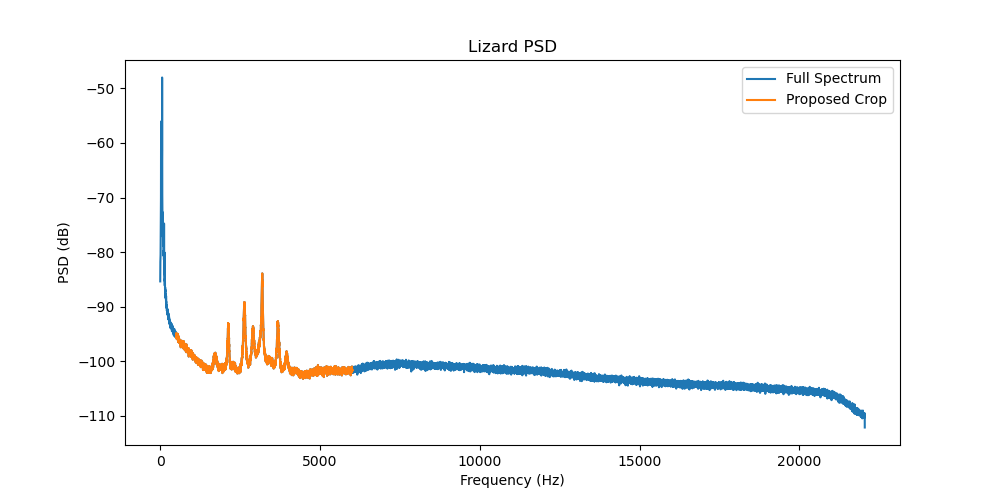 Lizard PSD
Full Spectrum
Proposed Crop
PSD (dB)
−50
−60
−70
−80
−90
−100
−110
0 5000 10000 15000 20000
Frequency (Hz)